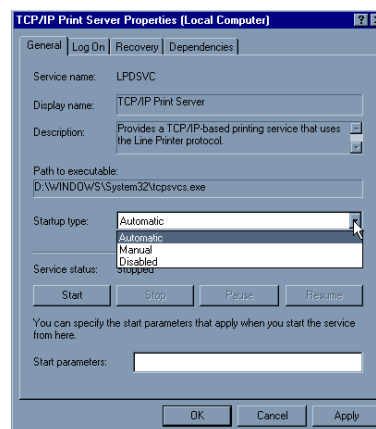 TCP/IP Print Server Properties (Local Computer)
General Log On Recovery Dependencies
Service name: LPDSVC
Display name: TCP/IP Print Server
Description: Provides a TCP/IP-based printing service that uses
the Line Printer protocol.
Path to executable:
D:\WINDOWS\System32\tcpsvcs.exe
Startup type: Automatic
Automatic
Manual
Disabled
Service status: Stopped
Start Stop Pause Resume
You can specify the start parameters that apply when you start the service
from here.
Start parameters:
OK Cancel Apply